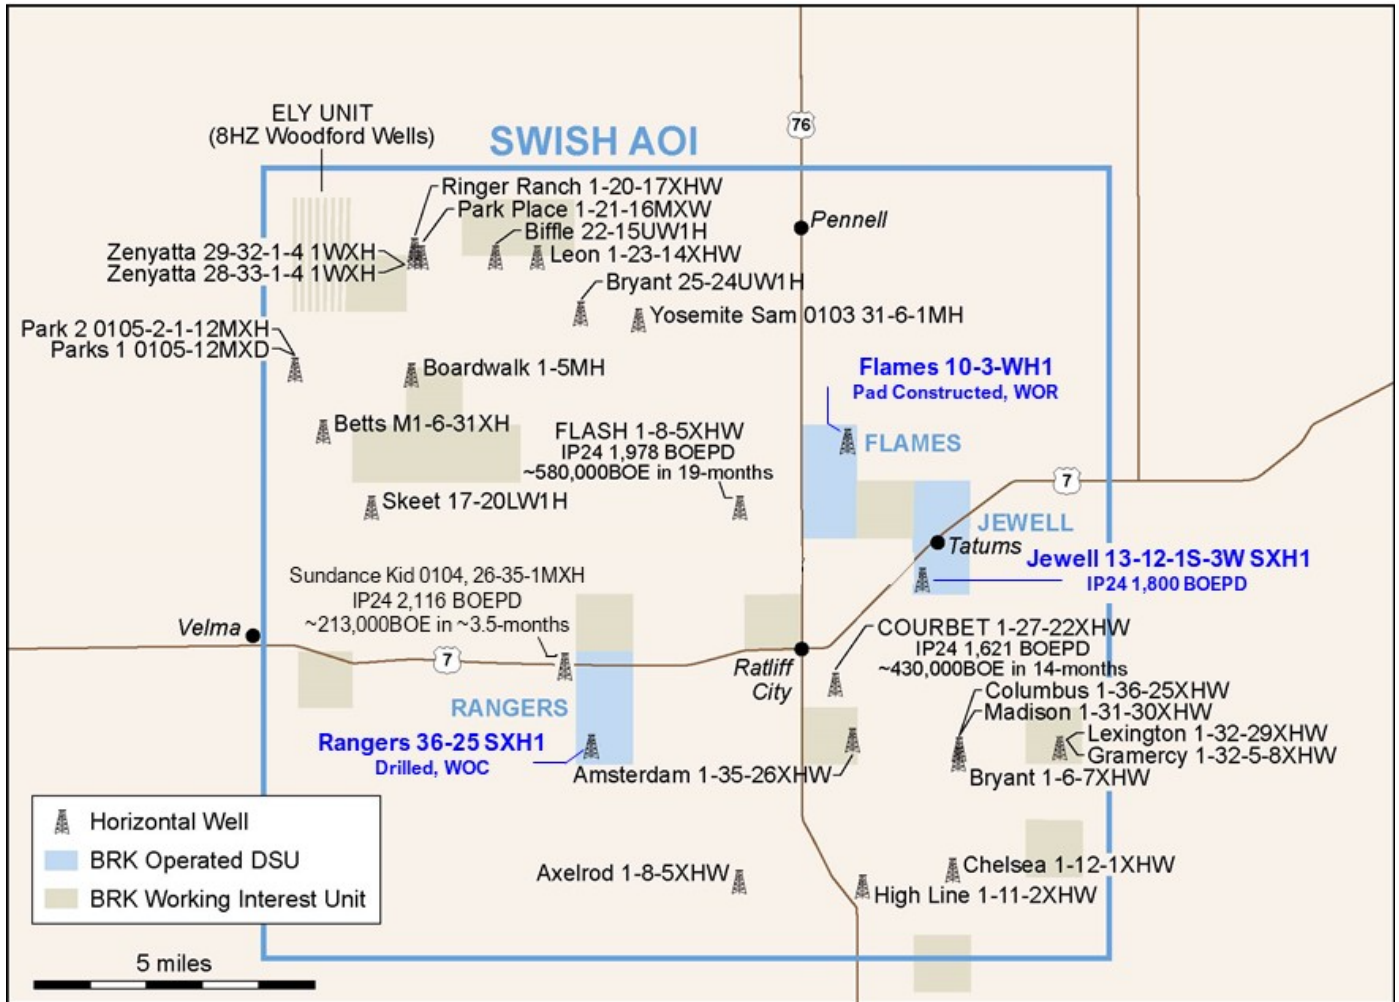 ELY UNIT
(8HZ Woodford Wells)
SWISH AOI
76
Ringer Ranch 1-20-17XHW
Park Place 1-21-16MXW
Biffle 22-15UW1H
Leon 1-23-14XHW
Pennell
Zenyatta 29-32-1-4 1WXH
Zenyatta 28-33-1-4 1WXH
Bryant 25-24UW1H
Yosemite Sam 0103 31-6-1MH
Park 2 0105-2-1-12MXH
Parks 1 0105-12MXD
Boardwalk 1-5MH
Flames 10-3-WH1
Pad Constructed, WOR
Betts M1-6-31XH
FLASH 1-8-5XHW
IP24 1,978 BOEPD
~580,000BOE in 19-months
FLAMES
7
Skeet 17-20LW1H
JEWELL
Tatums
Jewell 13-12-1S-3W SXH1
IP24 1,800 BOEPD
Sundance Kid 0104, 26-35-1MXH
IP24 2,116 BOEPD
~213,000BOE in ~3.5-months
Velma
7
COURBET 1-27-22XHW
IP24 1,621 BOEPD
~430,000BOE in 14-months
Ratliff
City
Columbus 1-36-25XHW
Madison 1-31-30XHW
RANGERS
Rangers 36-25 SXH1
Drilled, WOC
Lexington 1-32-29XHW
Gramercy 1-32-5-8XHW
Amsterdam 1-35-26XHW
Bryant 1-6-7XHW
Horizontal Well
BRK Operated DSU
BRK Working Interest Unit
Axelrod 1-8-5XHW
Chelsea 1-12-1XHW
High Line 1-11-2XHW
5 miles